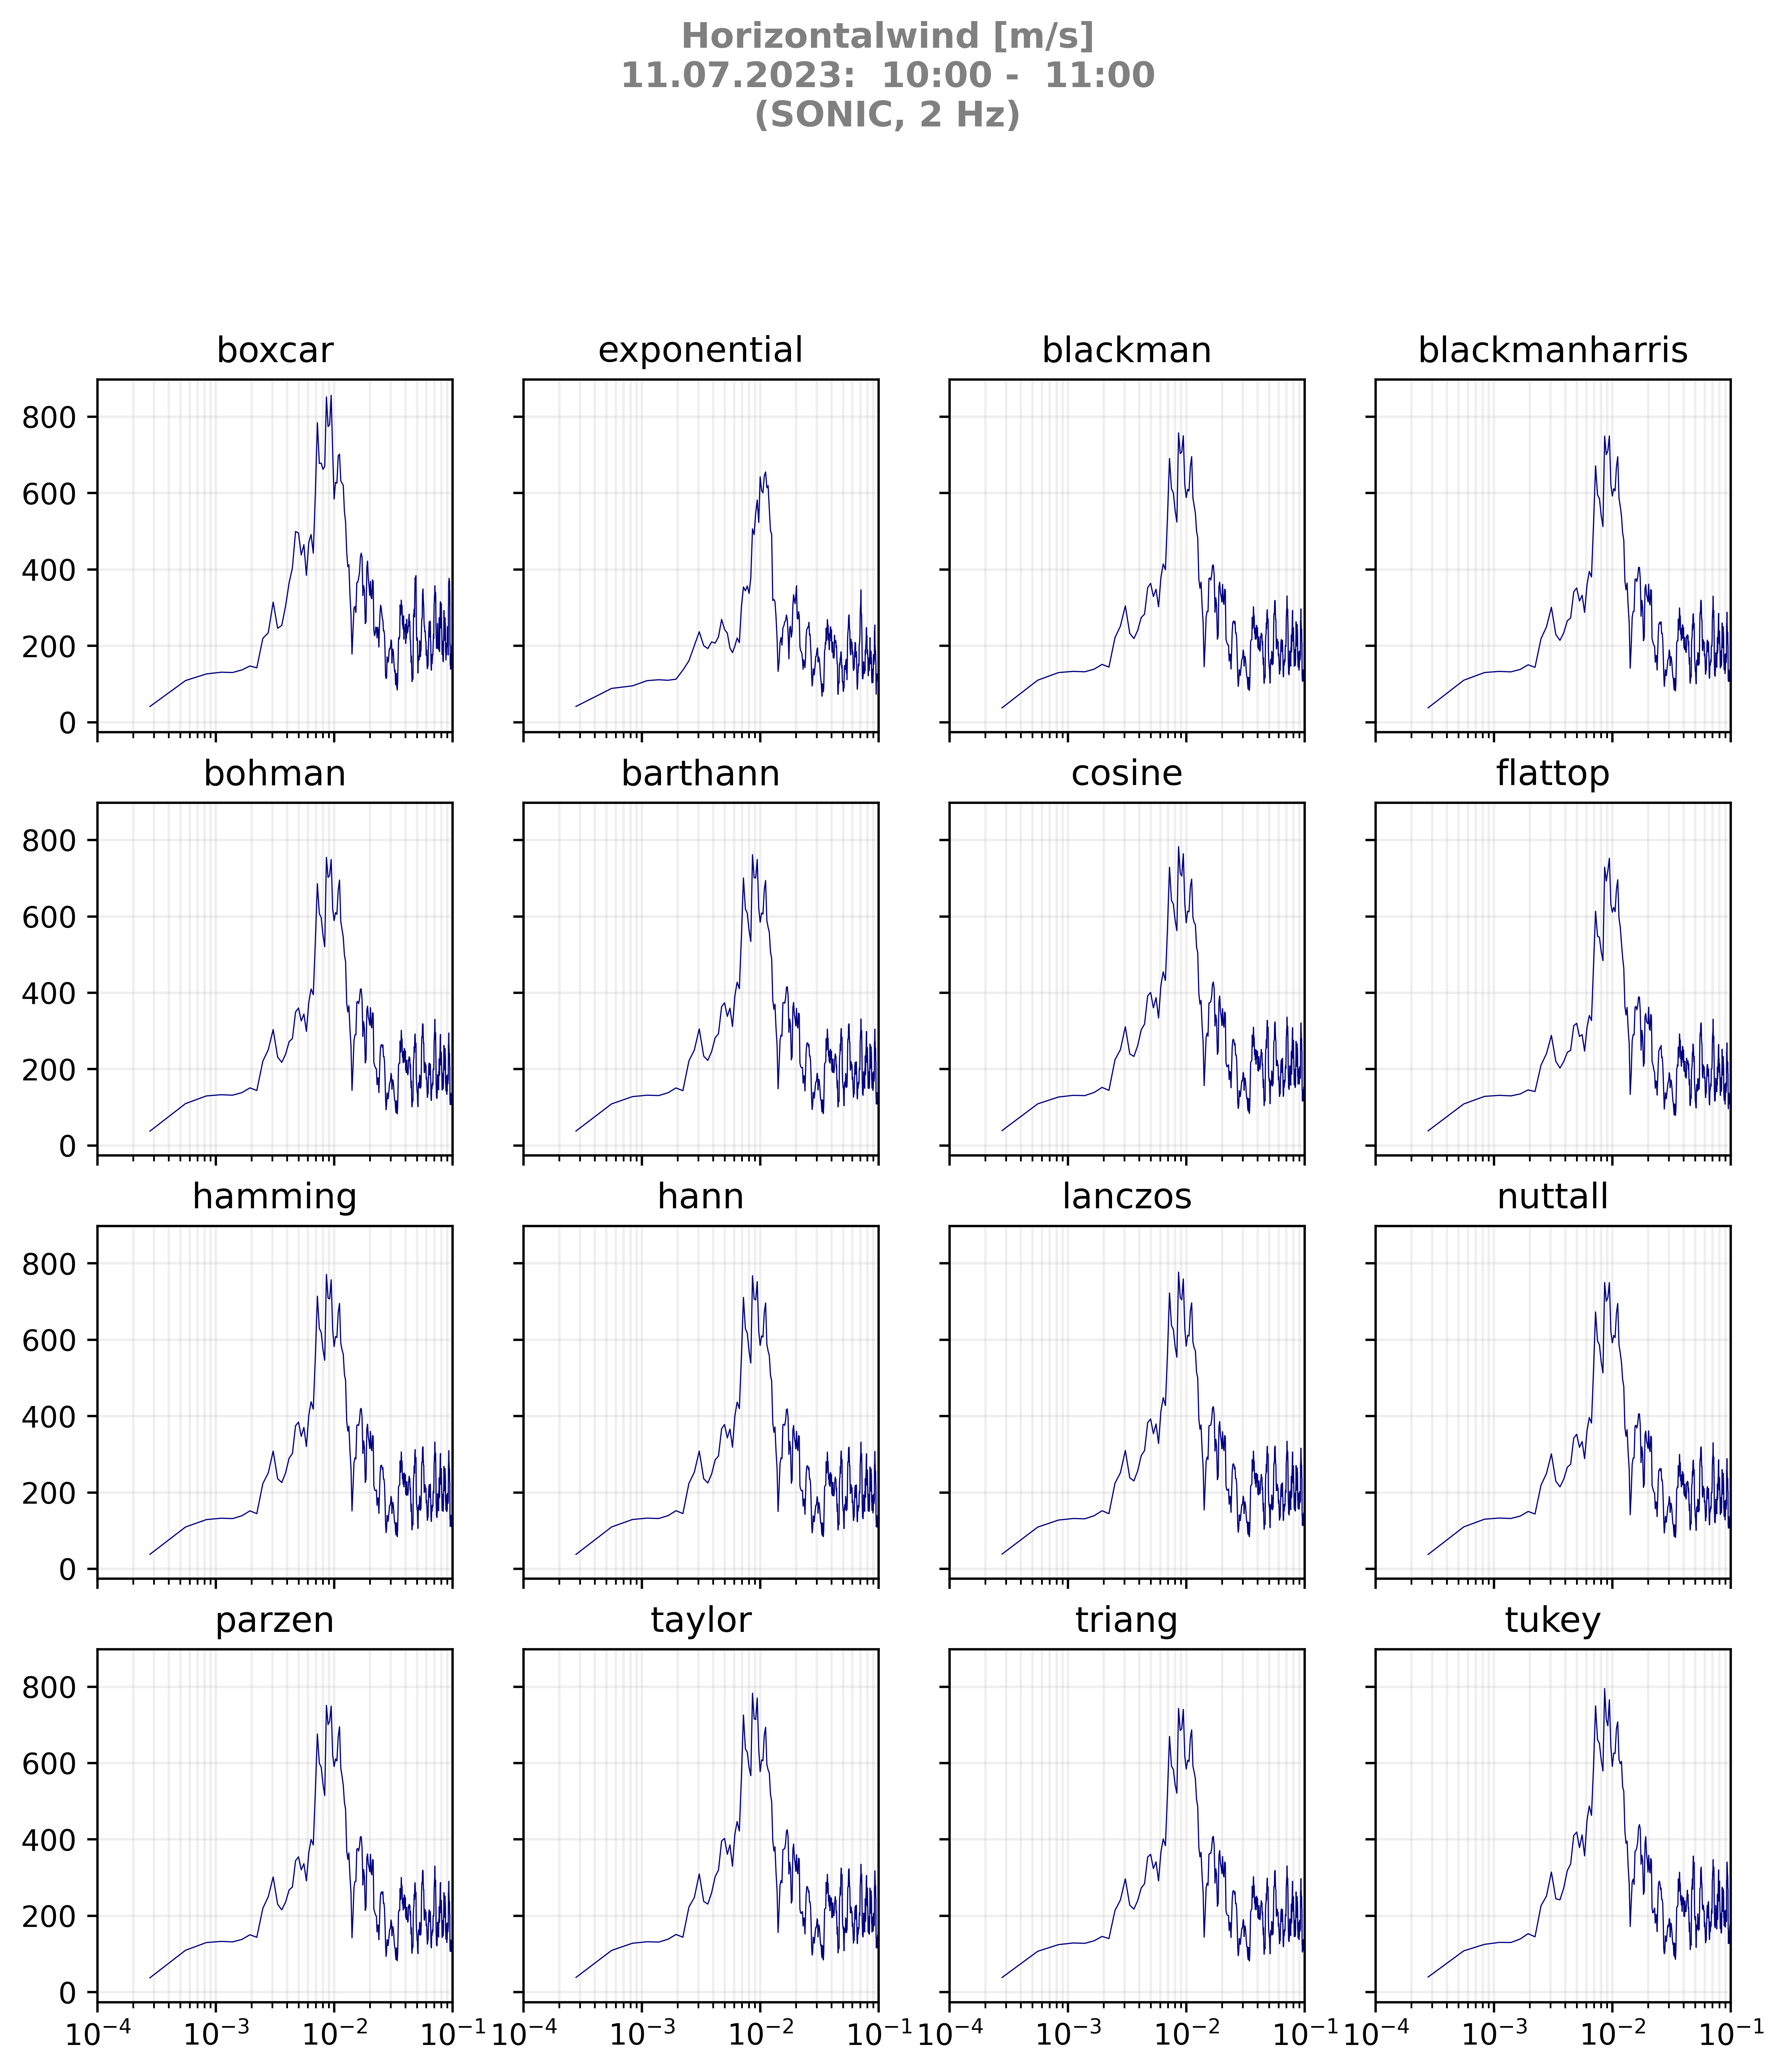 Horizontalwind [m/s]
11.07.2023:  10:00 -  11:00
(SONIC, 2 Hz)
boxcar exponential blackman blackmanharris
800
600
400
200
0
bohman barthann cosine flattop
800
600
400
200
0
hamming hann lanczos nuttall
800
600
400
200
0
parzen taylor triang tukey
800
600
400
200
0
10⁻⁴ 10⁻³ 10⁻² 10⁻¹ 10⁻⁴ 10⁻³ 10⁻² 10⁻¹ 10⁻⁴ 10⁻³ 10⁻² 10⁻¹ 10⁻⁴ 10⁻³ 10⁻² 10⁻¹